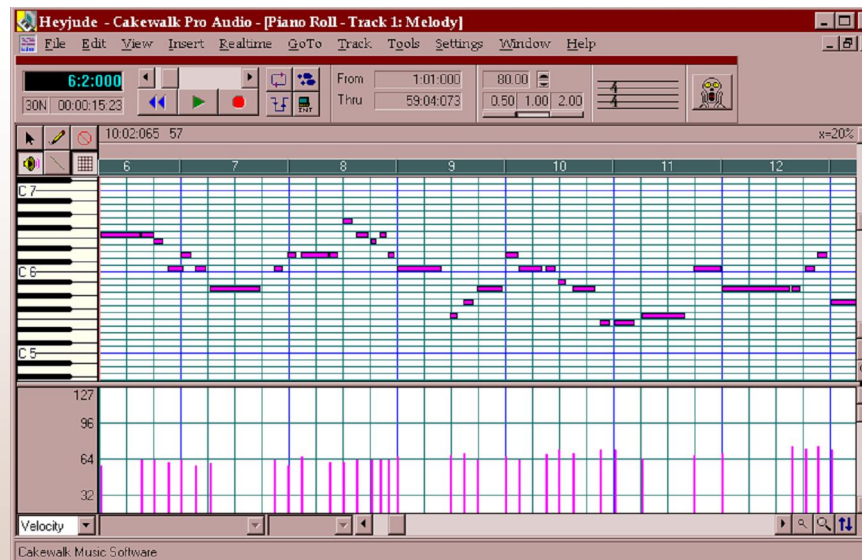 Heyjude - Cakewalk Pro Audio - [Piano Roll - Track 1: Melody]
File Edit View Insert Realtime GoTo Track Tools Settings Window Help
6:2:000 From 1:01:000 80.00
30N 00:00:15:23 Thru 59:04:073 0.50 1.00 2.00 4 4
10:02:065 57 x=20%
6 7 8 9 10 11 12
C 7
C 6
C 5
127
96
64
32
Velocity
Cakewalk Music Software